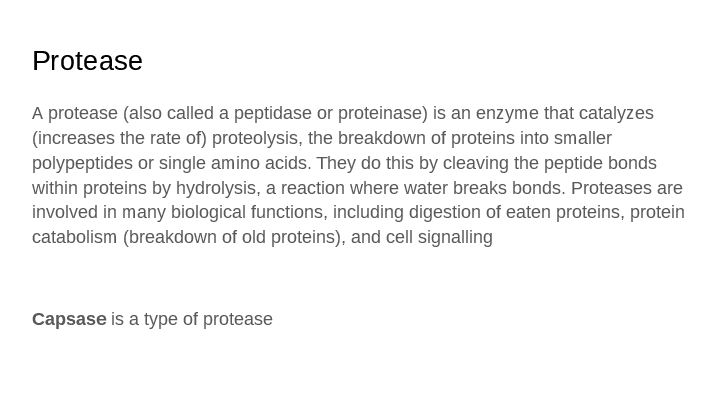 Protease
A protease (also called a peptidase or proteinase) is an enzyme that catalyzes
(increases the rate of) proteolysis, the breakdown of proteins into smaller
polypeptides or single amino acids. They do this by cleaving the peptide bonds
within proteins by hydrolysis, a reaction where water breaks bonds. Proteases are
involved in many biological functions, including digestion of eaten proteins, protein
catabolism (breakdown of old proteins), and cell signalling
Capsase is a type of protease